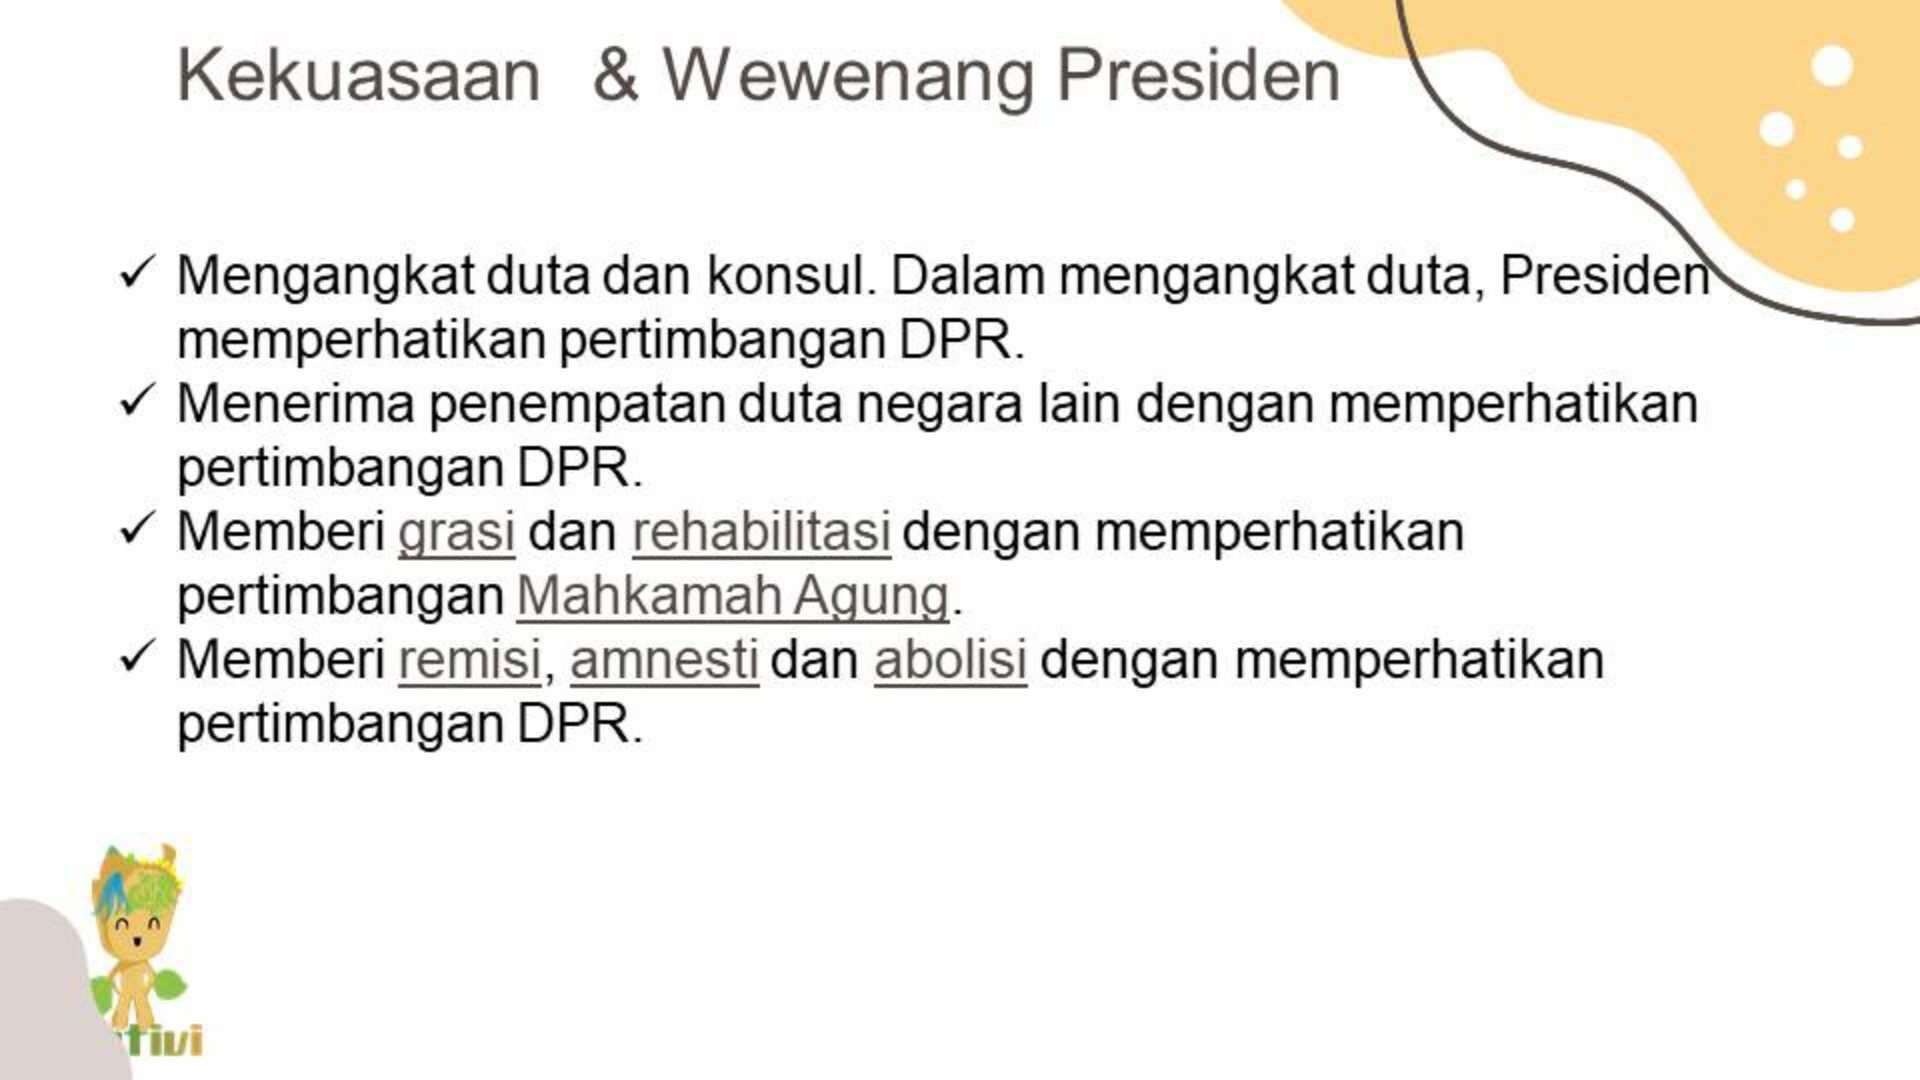 Kekuasaan & Wewenang Presiden
✓ Mengangkat duta dan konsul. Dalam mengangkat duta, Presiden
memperhatikan pertimbangan DPR.
✓ Menerima penempatan duta negara lain dengan memperhatikan
pertimbangan DPR.
✓ Memberi grasi dan rehabilitasi dengan memperhatikan
pertimbangan Mahkamah Agung.
✓ Memberi remisi, amnesti dan abolisi dengan memperhatikan
pertimbangan DPR.